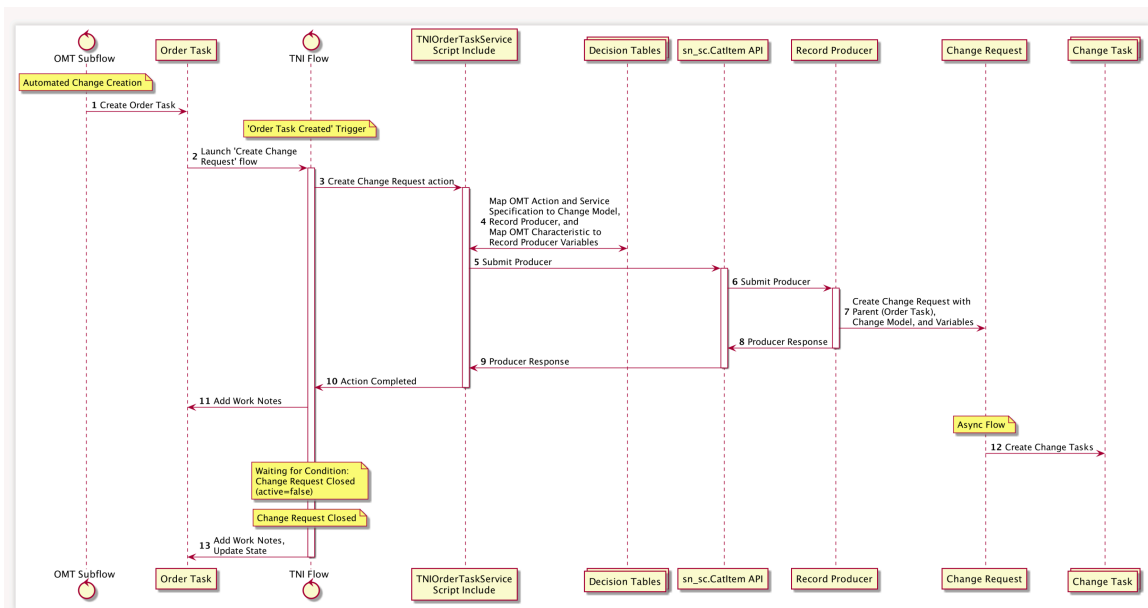 TNIOrderTaskService
Script Include
OMT Subflow
Order Task
TNI Flow
Decision Tables
sn_sc.CatItem API
Record Producer
Change Request
Change Task
Automated Change Creation
1 Create Order Task
'Order Task Created' Trigger
2 Launch 'Create Change
Request' flow
3 Create Change Request action
Map OMT Action and Service
Specification to Change Model,
4 Record Producer, and
Map OMT Characteristic to
Record Producer Variables
5 Submit Producer
6 Submit Producer
Create Change Request with
7 Parent (Order Task),
Change Model, and Variables
8 Producer Response
9 Producer Response
10 Action Completed
11 Add Work Notes
Async Flow
12 Create Change Tasks
Waiting for Condition:
Change Request Closed
(active=false)
Change Request Closed
13 Add Work Notes,
Update State
OMT Subflow
Order Task
TNI Flow
TNIOrderTaskService
Script Include
Decision Tables
sn_sc.CatItem API
Record Producer
Change Request
Change Task